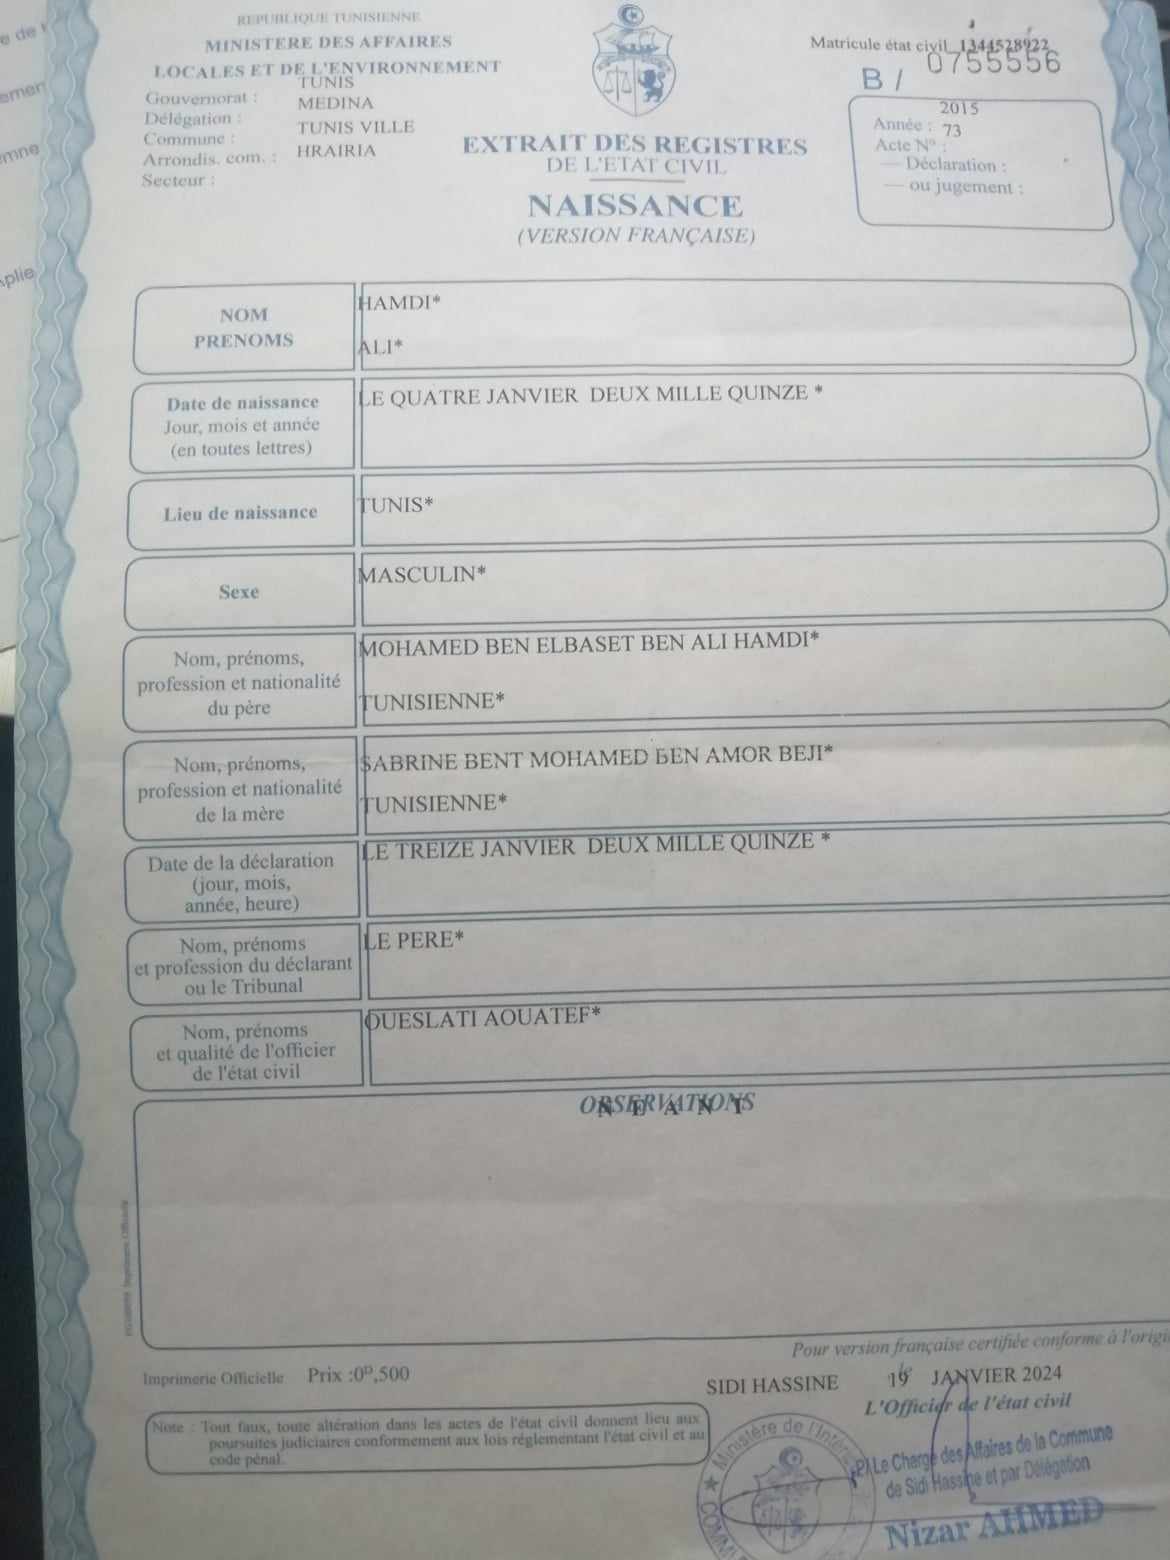 REPUBLIQUE TUNISIENNE
MINISTERE DES AFFAIRES
LOCALES ET DE L'ENVIRONNEMENT
Gouvernorat : TUNIS
Délégation : MEDINA
Commune : TUNIS VILLE
Arrondis. com. : HRAIRIA
Secteur :
EXTRAIT DES REGISTRES
DE L'ETAT CIVIL
NAISSANCE
(VERSION FRANÇAISE)
Matricule état civil 1344528922
B / 0755556
Année : 2015
Acte N° : 73
— Déclaration :
— ou jugement :
NOM HAMDI*
PRENOMS ALI*
Date de naissance LE QUATRE JANVIER DEUX MILLE QUINZE *
Jour, mois et année
(en toutes lettres)
Lieu de naissance TUNIS*
Sexe MASCULIN*
Nom, prénoms, MOHAMED BEN ELBASET BEN ALI HAMDI*
profession et nationalité
du père TUNISIENNE*
Nom, prénoms, SABRINE BENT MOHAMED BEN AMOR BEJI*
profession et nationalité
de la mère TUNISIENNE*
Date de la déclaration LE TREIZE JANVIER DEUX MILLE QUINZE *
(jour, mois,
année, heure)
Nom, prénoms LE PERE*
et profession du déclarant
ou le Tribunal
Nom, prénoms OUESLATI AOUATEF*
et qualité de l'officier
de l'état civil
OBSERVATIONS
N E A N T
Pour version française certifiée conforme à l'origin
Imprimerie Officielle Prix :0ᴰ,500
SIDI HASSINE 19 JANVIER 2024
L'Officier de l'état civil
Note : Tout faux, toute altération dans les actes de l'état civil donnent lieu aux
poursuites judiciaires conformement aux lois réglementant l'état civil et au
code pénal.
Ministère de l'Intéri
COMMU
P/ Le Chargé des Affaires de la Commune
de Sidi Hassine et par Délégation
Nizar AHMED